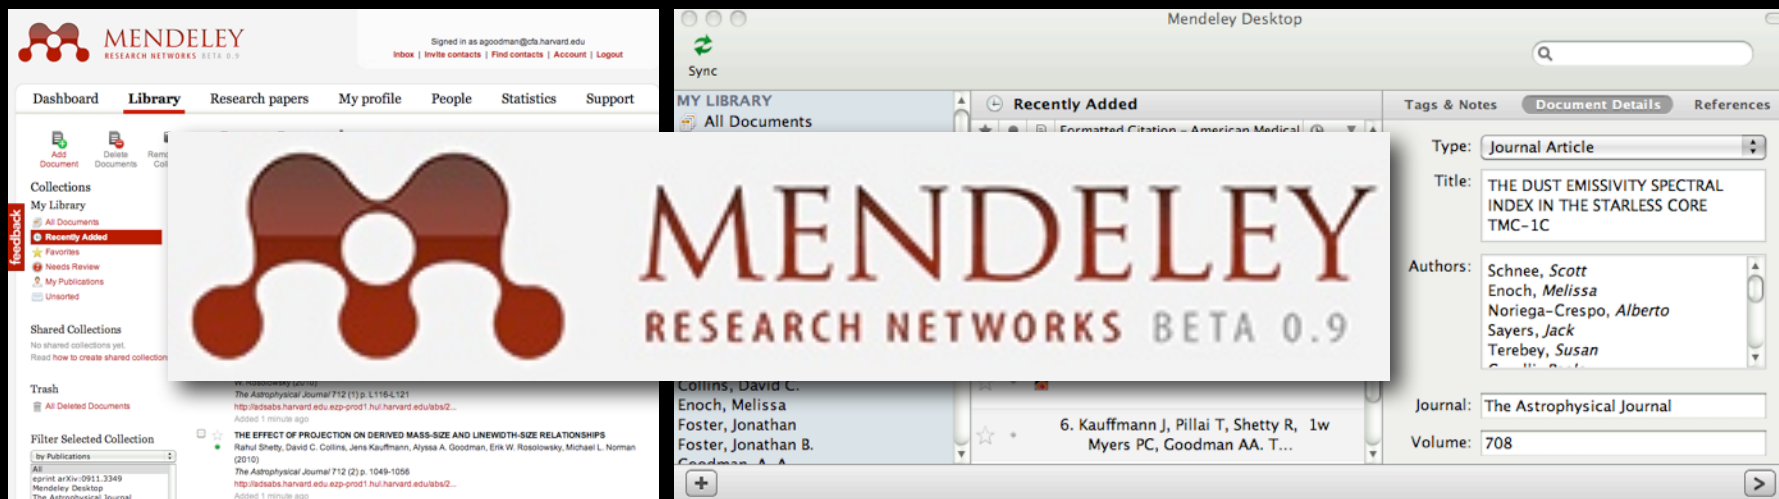 MENDELEY
RESEARCH NETWORKS BETA 0.9
Signed in as agoodman@cfa.harvard.edu
Inbox | Invite contacts | Find contacts | Account | Logout
Dashboard Library Research papers My profile People Statistics Support
Add Document
Delete Documents
Collections
My Library
All Documents
Recently Added
Favorites
Needs Review
My Publications
Unsorted
feedback
Shared Collections
No shared collections yet.
Read how to create shared collection
Trash
All Deleted Documents
Filter Selected Collection
by Publications
All
eprint arXiv:0911.3349
Mendeley Desktop
The Astrophysical Journal
W. Rosolowsky (2010)
The Astrophysical Journal 712 (1) p. L116-L121
http://adsabs.harvard.edu.ezp-prod1.hul.harvard.edu/abs/2...
Added 1 minute ago
THE EFFECT OF PROJECTION ON DERIVED MASS-SIZE AND LINEWIDTH-SIZE RELATIONSHIPS
Rahul Shetty, David C. Collins, Jens Kauffmann, Alyssa A. Goodman, Erik W. Rosolowsky, Michael L. Norman
(2010)
The Astrophysical Journal 712 (2) p. 1049-1056
http://adsabs.harvard.edu.ezp-prod1.hul.harvard.edu/abs/2...
Added 1 minute ago
MENDELEY
RESEARCH NETWORKS BETA 0.9
Mendeley Desktop
Sync
MY LIBRARY
All Documents
Recently Added
Formatted Citation - American Medical
Collins, David C.
Enoch, Melissa
Foster, Jonathan
Foster, Jonathan B.
Goodman, A. A.
6. Kauffmann J, Pillai T, Shetty R, 1w
Myers PC, Goodman AA. T...
Tags & Notes Document Details References
Type: Journal Article
Title: THE DUST EMISSIVITY SPECTRAL
INDEX IN THE STARLESS CORE
TMC-1C
Authors: Schnee, Scott
Enoch, Melissa
Noriega-Crespo, Alberto
Sayers, Jack
Terebey, Susan
Journal: The Astrophysical Journal
Volume: 708